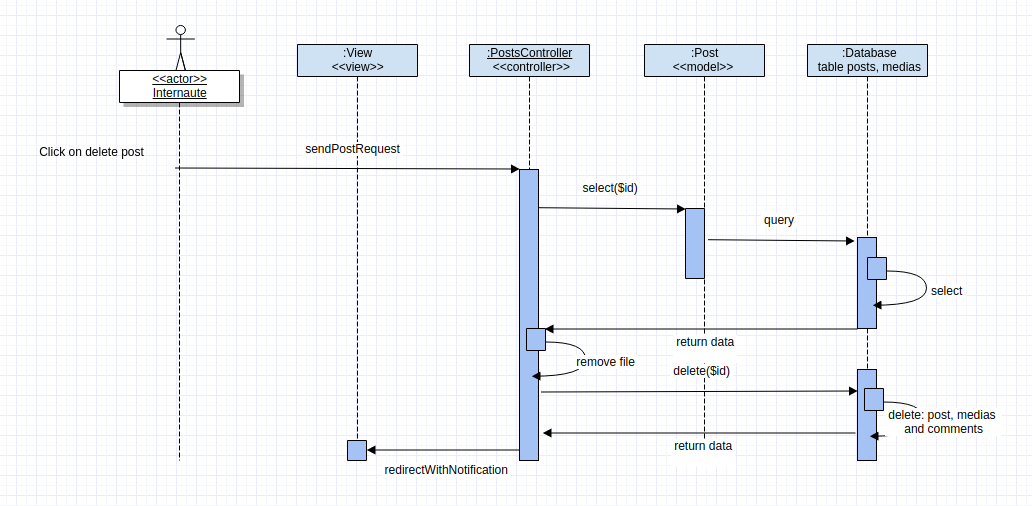 :View
<<view>>
:PostsController
<<controller>>
:Post
<<model>>
:Database
table posts, medias
<<actor>>
Internaute
Click on delete post
sendPostRequest
select($id)
query
select
return data
remove file
delete($id)
delete: post, medias
and comments
return data
redirectWithNotification